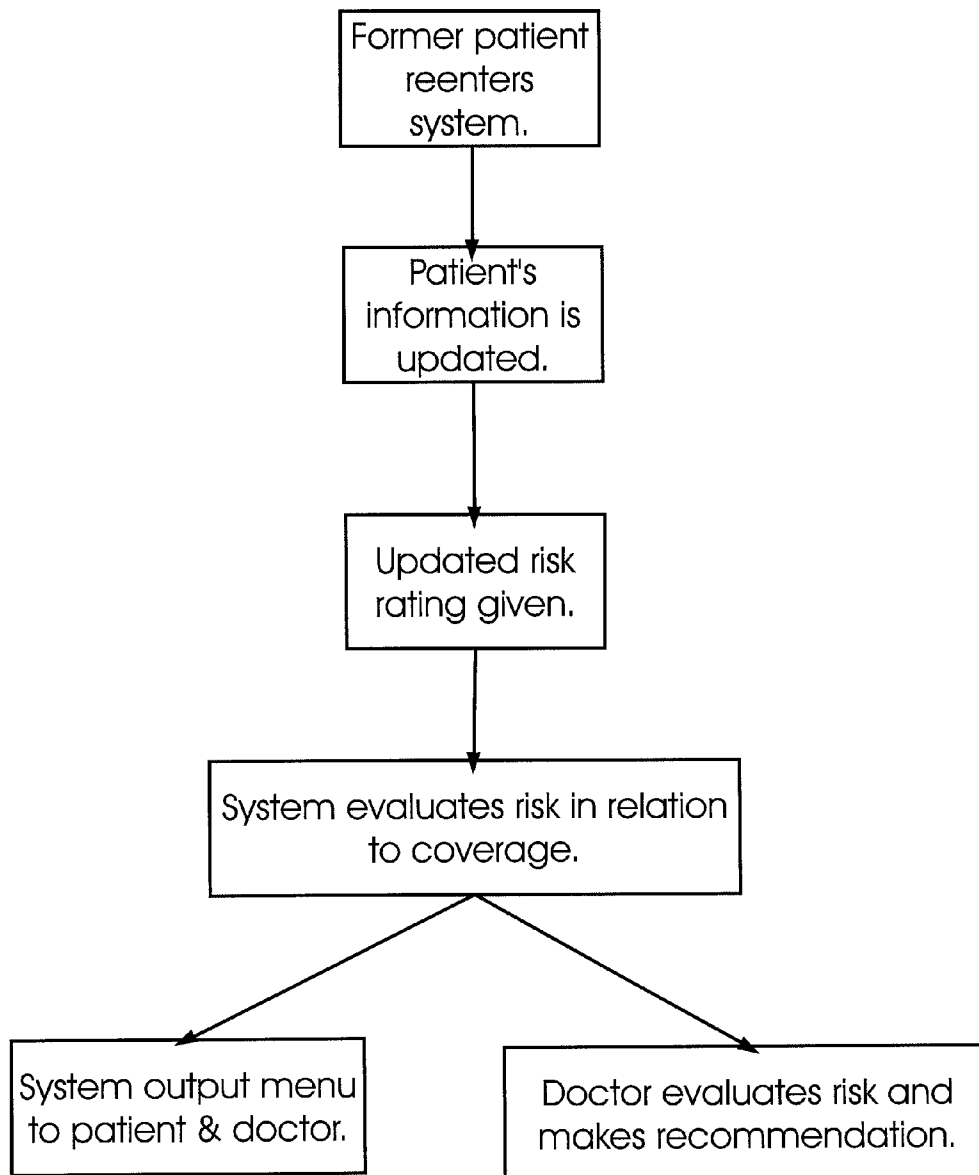 Former patient
reenters
system.
Patient's
information is
updated.
Updated risk
rating given.
System evaluates risk in relation
to coverage.
System output menu
to patient & doctor.
Doctor evaluates risk and
makes recommendation.